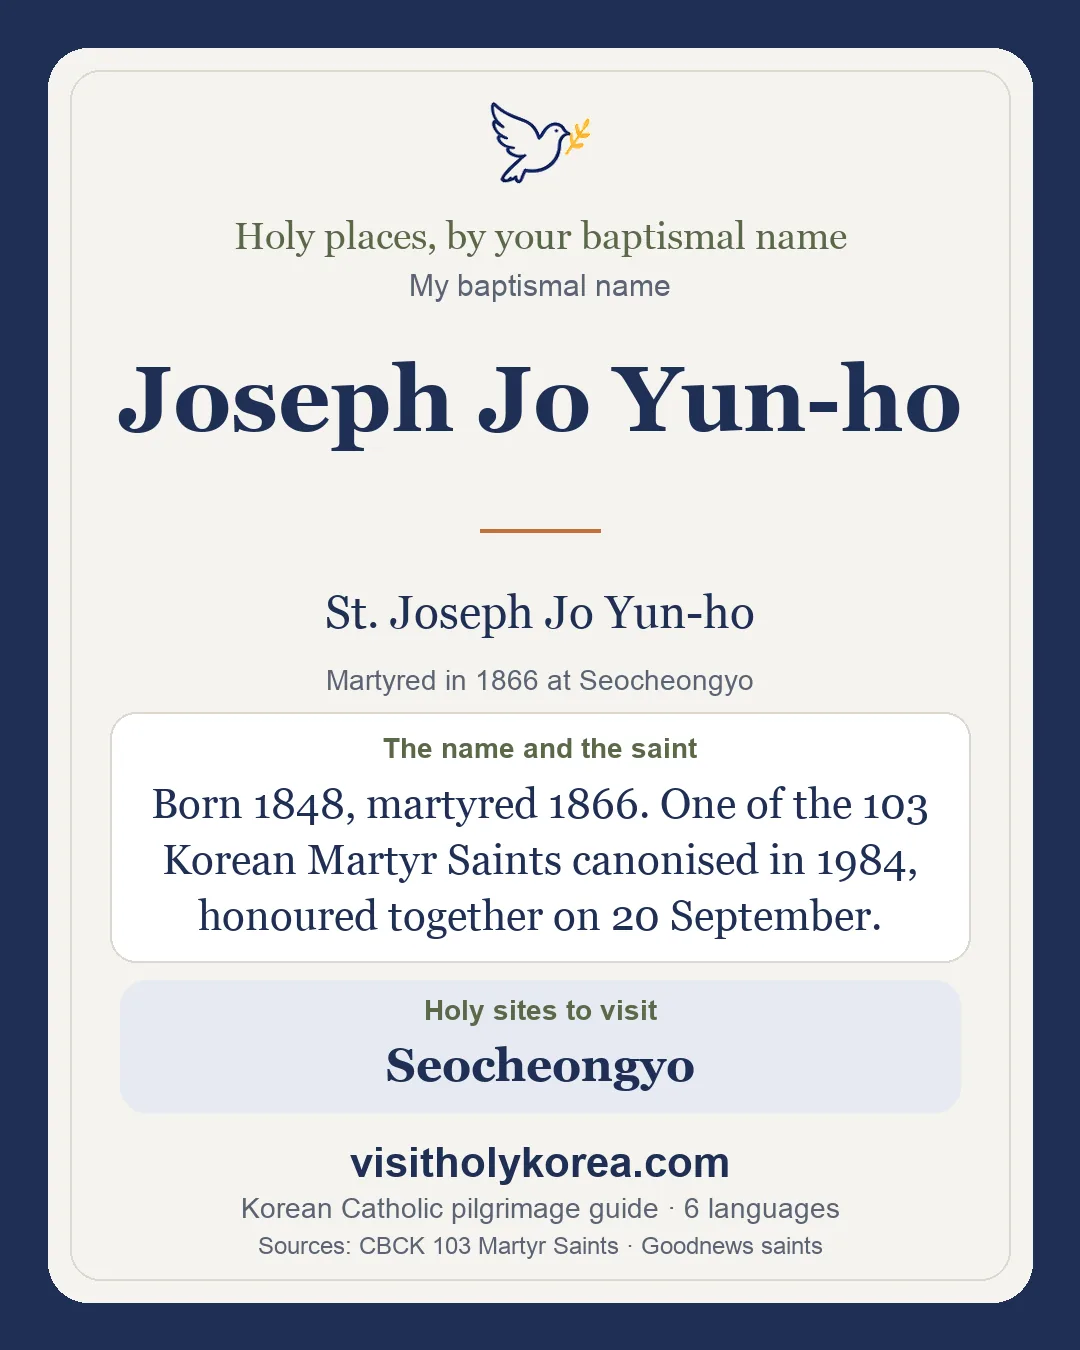 Holy places, by your baptismal name
My baptismal name
Joseph Jo Yun-ho
St. Joseph Jo Yun-ho
Martyred in 1866 at Seocheongyo
The name and the saint
Born 1848, martyred 1866. One of the 103
Korean Martyr Saints canonised in 1984,
honoured together on 20 September.
Holy sites to visit
Seocheongyo
visitholykorea.com
Korean Catholic pilgrimage guide · 6 languages
Sources: CBCK 103 Martyr Saints · Goodnews saints